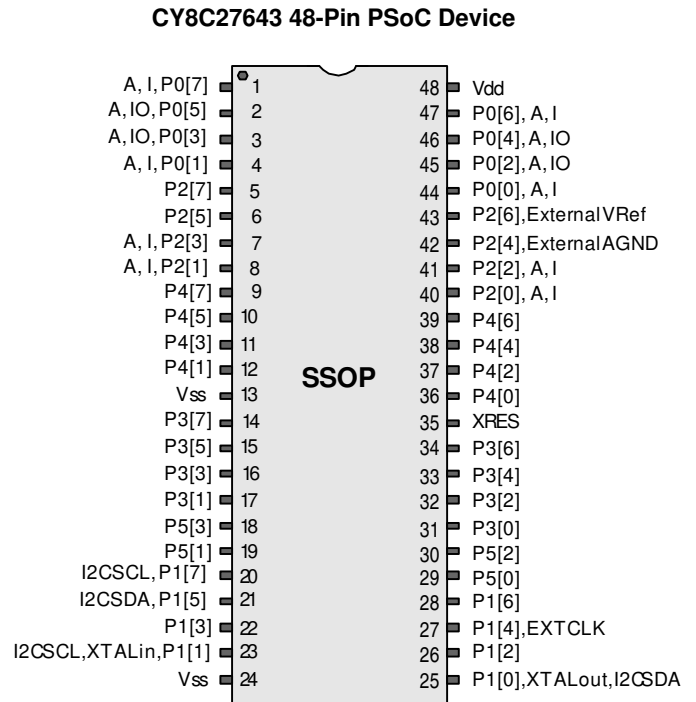 CY8C27643 48-Pin PSoC Device
A, I, P0[7] 1 48 Vdd
A, IO, P0[5] 2 47 P0[6], A, I
A, IO, P0[3] 3 46 P0[4], A, IO
A, I, P0[1] 4 45 P0[2], A, IO
P2[7] 5 44 P0[0], A, I
P2[5] 6 43 P2[6], External VRef
A, I, P2[3] 7 42 P2[4], External AGND
A, I, P2[1] 8 41 P2[2], A, I
P4[7] 9 40 P2[0], A, I
P4[5] 10 39 P4[6]
P4[3] 11 38 P4[4]
P4[1] 12 37 P4[2]
SSOP
Vss 13 36 P4[0]
P3[7] 14 35 XRES
P3[5] 15 34 P3[6]
P3[3] 16 33 P3[4]
P3[1] 17 32 P3[2]
P5[3] 18 31 P3[0]
P5[1] 19 30 P5[2]
I2CSCL, P1[7] 20 29 P5[0]
I2CSDA, P1[5] 21 28 P1[6]
P1[3] 22 27 P1[4], EXTCLK
I2CSCL, XTALin, P1[1] 23 26 P1[2]
Vss 24 25 P1[0], XTALout, I2CSDA